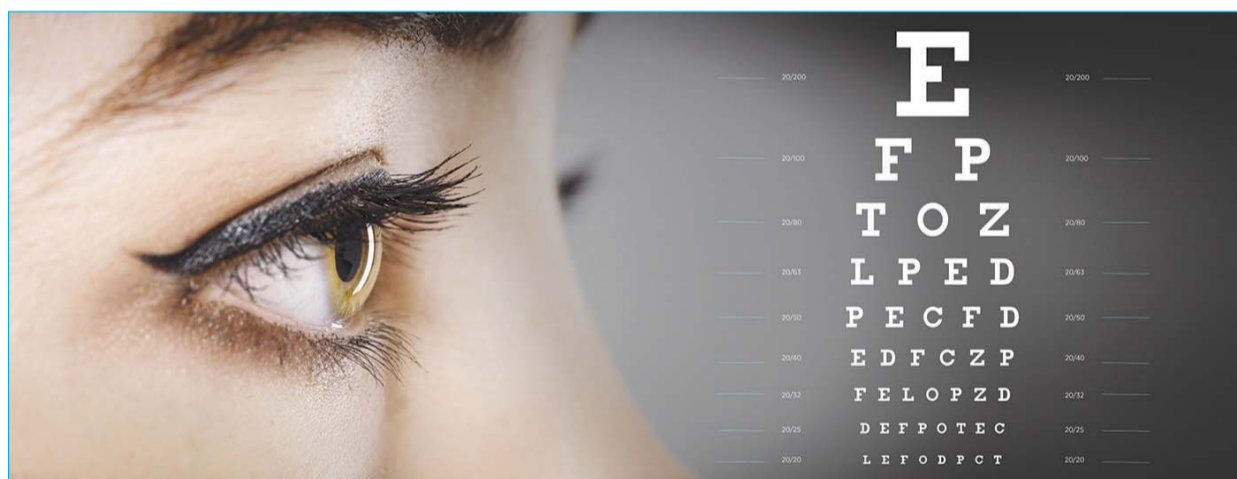 20/200 E 20/200
20/100 F P 20/100
20/80 T O Z 20/80
20/63 L P E D 20/63
20/50 P E C F D 20/50
20/40 E D F C Z P 20/40
20/32 F E L O P Z D 20/32
20/25 D E F P O T E C 20/25
20/20 L E F O D P C T 20/20